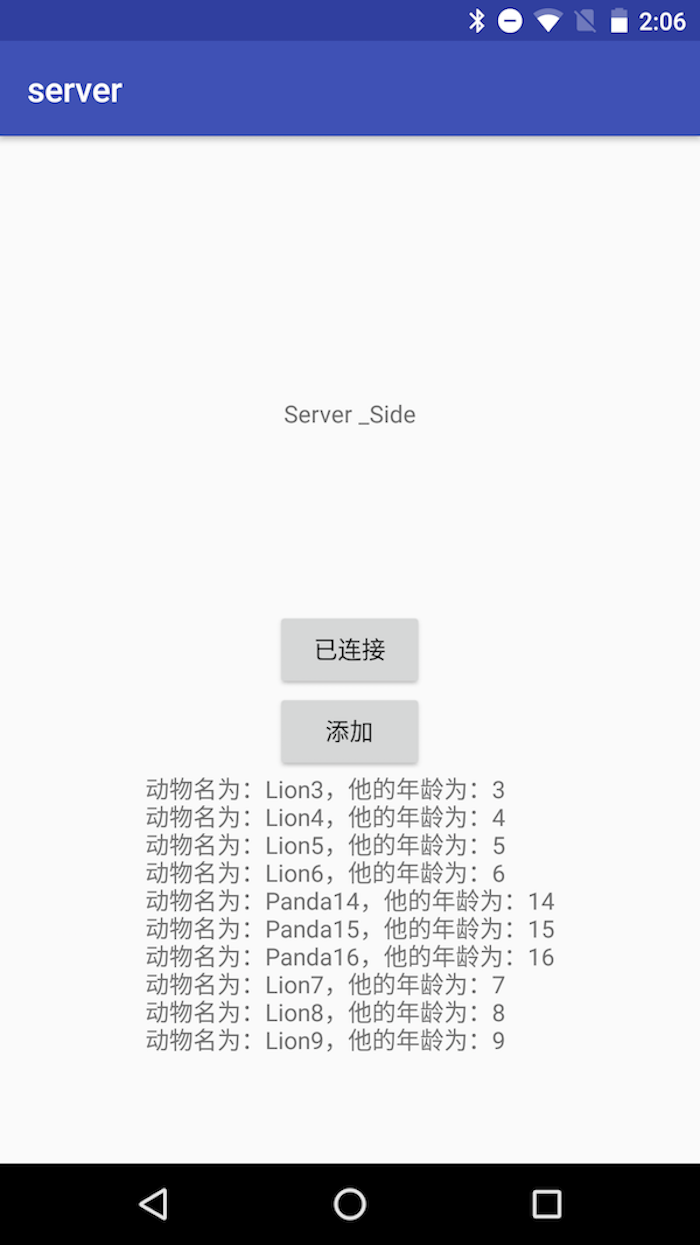 2:06
server
Server _Side
已连接
添加
动物名为：Lion3，他的年龄为：3
动物名为：Lion4，他的年龄为：4
动物名为：Lion5，他的年龄为：5
动物名为：Lion6，他的年龄为：6
动物名为：Panda14，他的年龄为：14
动物名为：Panda15，他的年龄为：15
动物名为：Panda16，他的年龄为：16
动物名为：Lion7，他的年龄为：7
动物名为：Lion8，他的年龄为：8
动物名为：Lion9，他的年龄为：9